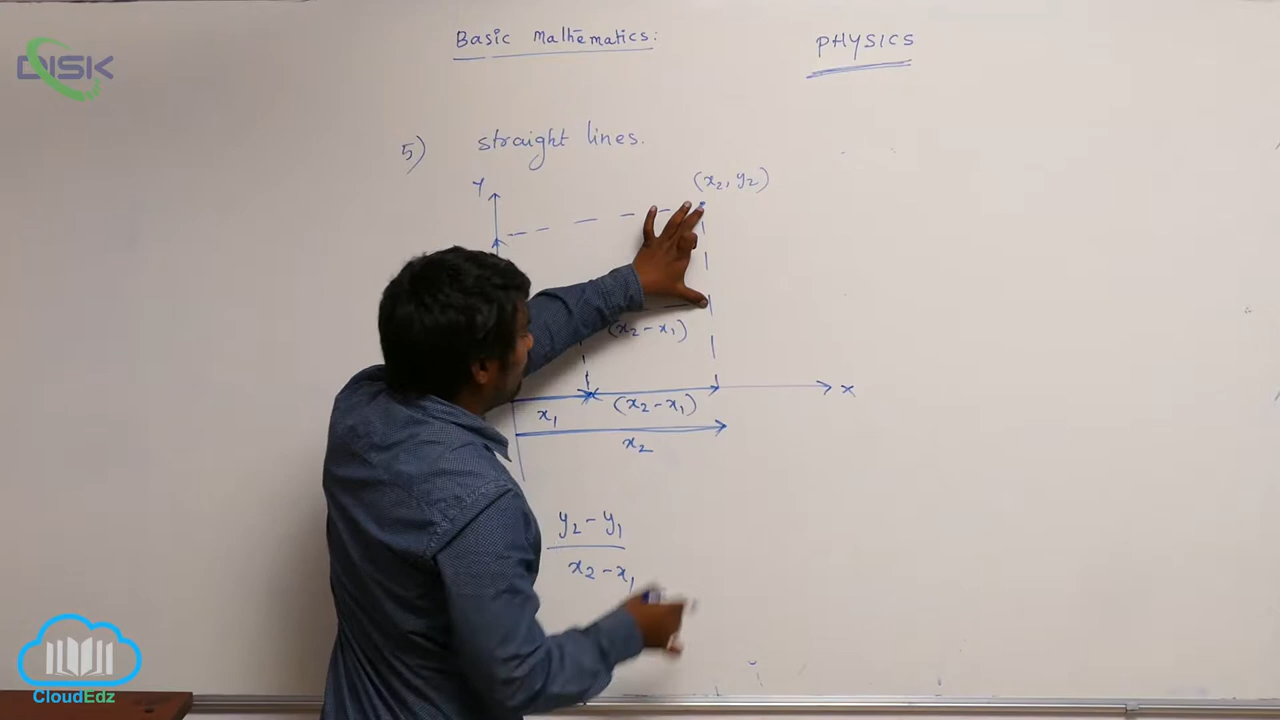 DISK
Basic Mathematics:
PHYSICS
5) straight lines.
Y
(x₂, y₂)
(x₂ - x₁)
x₁
(x₂ - x₁)
X
x₂
y₂ - y₁
x₂ - x₁
CloudEdz